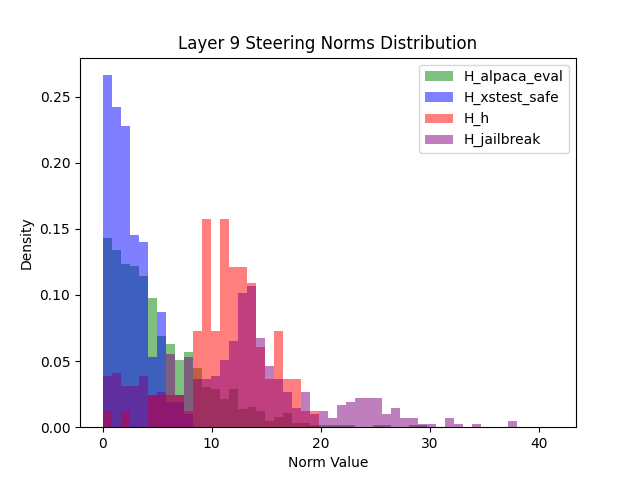 Layer 9 Steering Norms Distribution
H_alpaca_eval
H_xstest_safe
H_h
H_jailbreak
Density
0.25
0.20
0.15
0.10
0.05
0.00
0 10 20 30 40
Norm Value